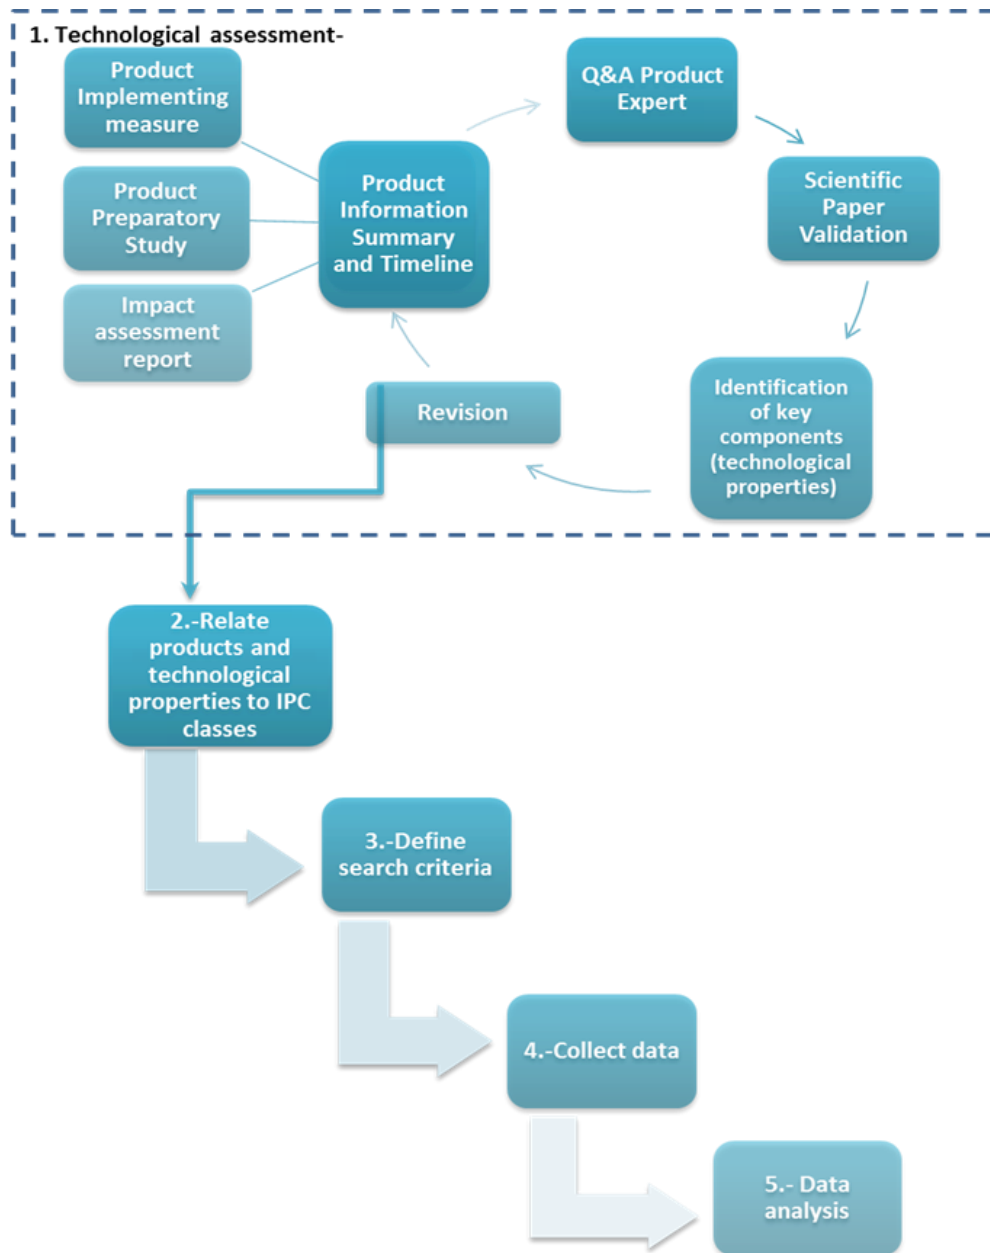 1. Technological assessment-
Product
Implementing
measure
Product
Preparatory
Study
Impact
assessment
report
Product
Information
Summary
and Timeline
Q&A Product
Expert
Scientific
Paper
Validation
Identification
of key
components
(technological
properties)
Revision
2.-Relate
products and
technological
properties to IPC
classes
3.-Define
search criteria
4.-Collect data
5.- Data
analysis